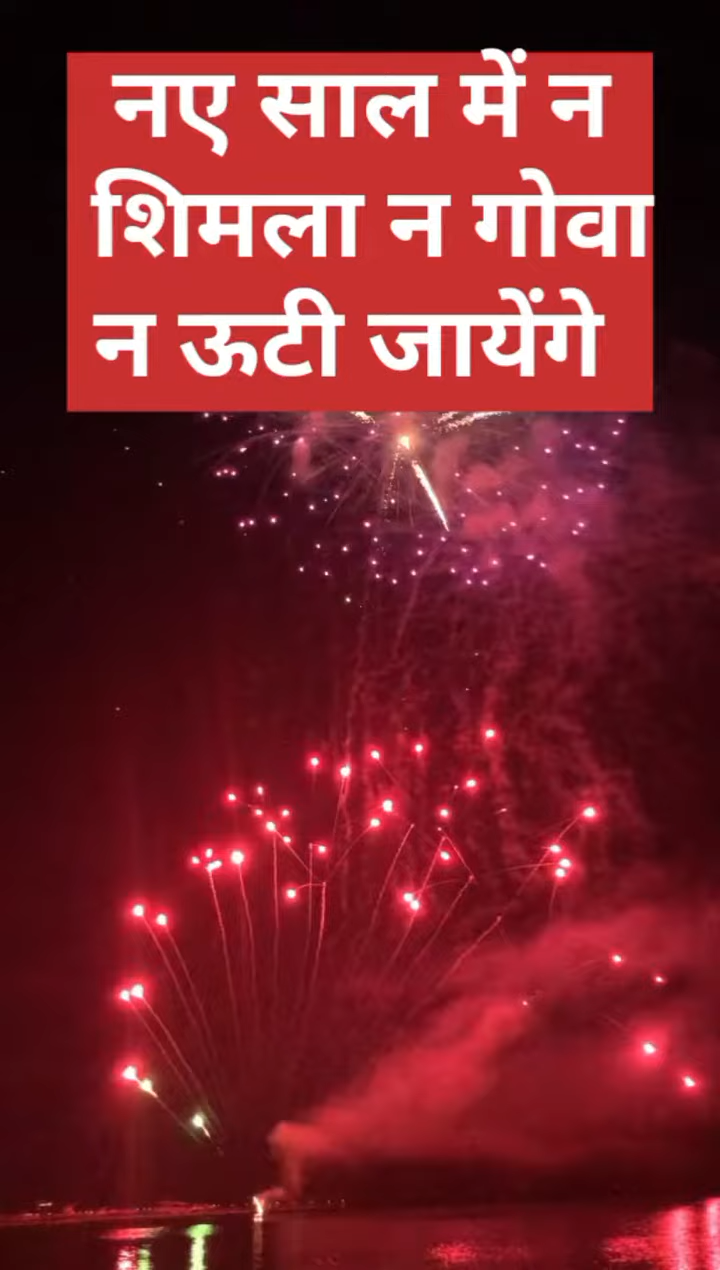 नए साल में न
शिमला न गोवा
न ऊटी जायेंगे